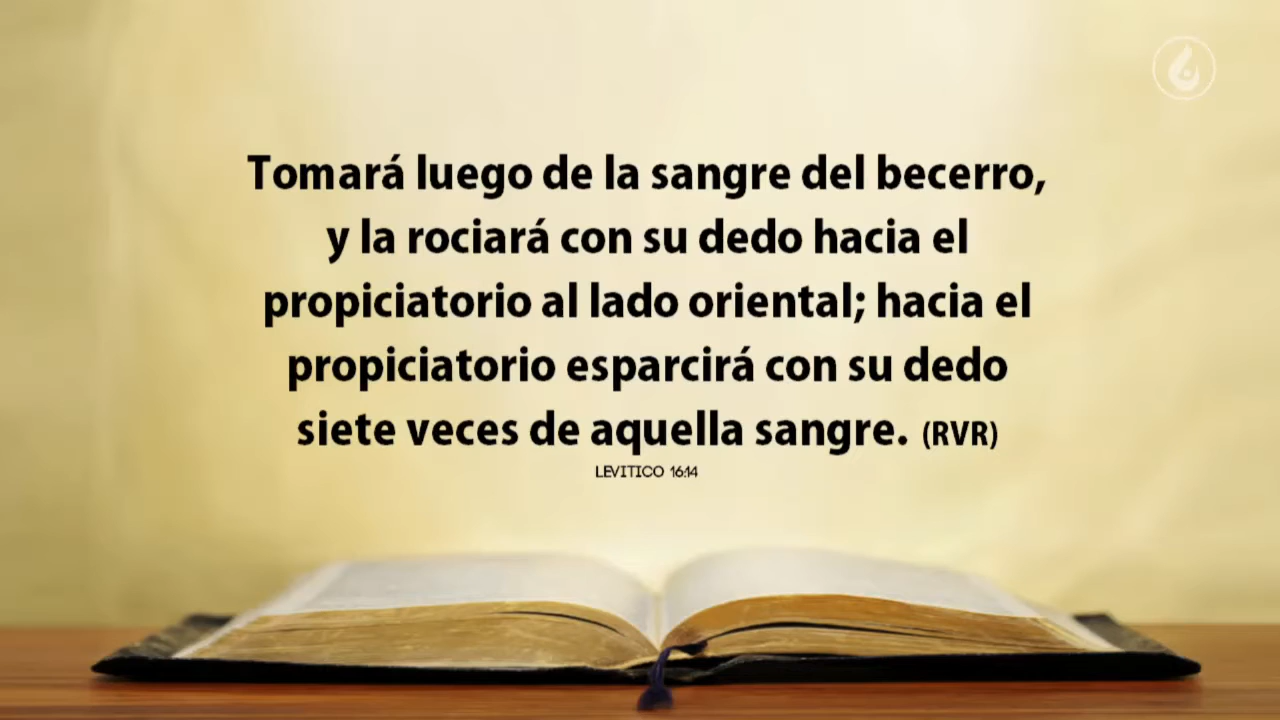 Tomará luego de la sangre del becerro,
y la rociará con su dedo hacia el
propiciatorio al lado oriental; hacia el
propiciatorio esparcirá con su dedo
siete veces de aquella sangre. (RVR)
LEVITICO 16:14